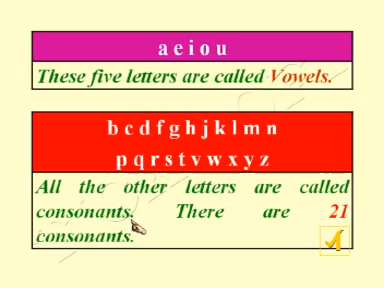 a e i o u
These five letters are called Vowels.
b c d f g h j k l m n
p q r s t v w x y z
All the other letters are called
consonants. There are 21
consonants.